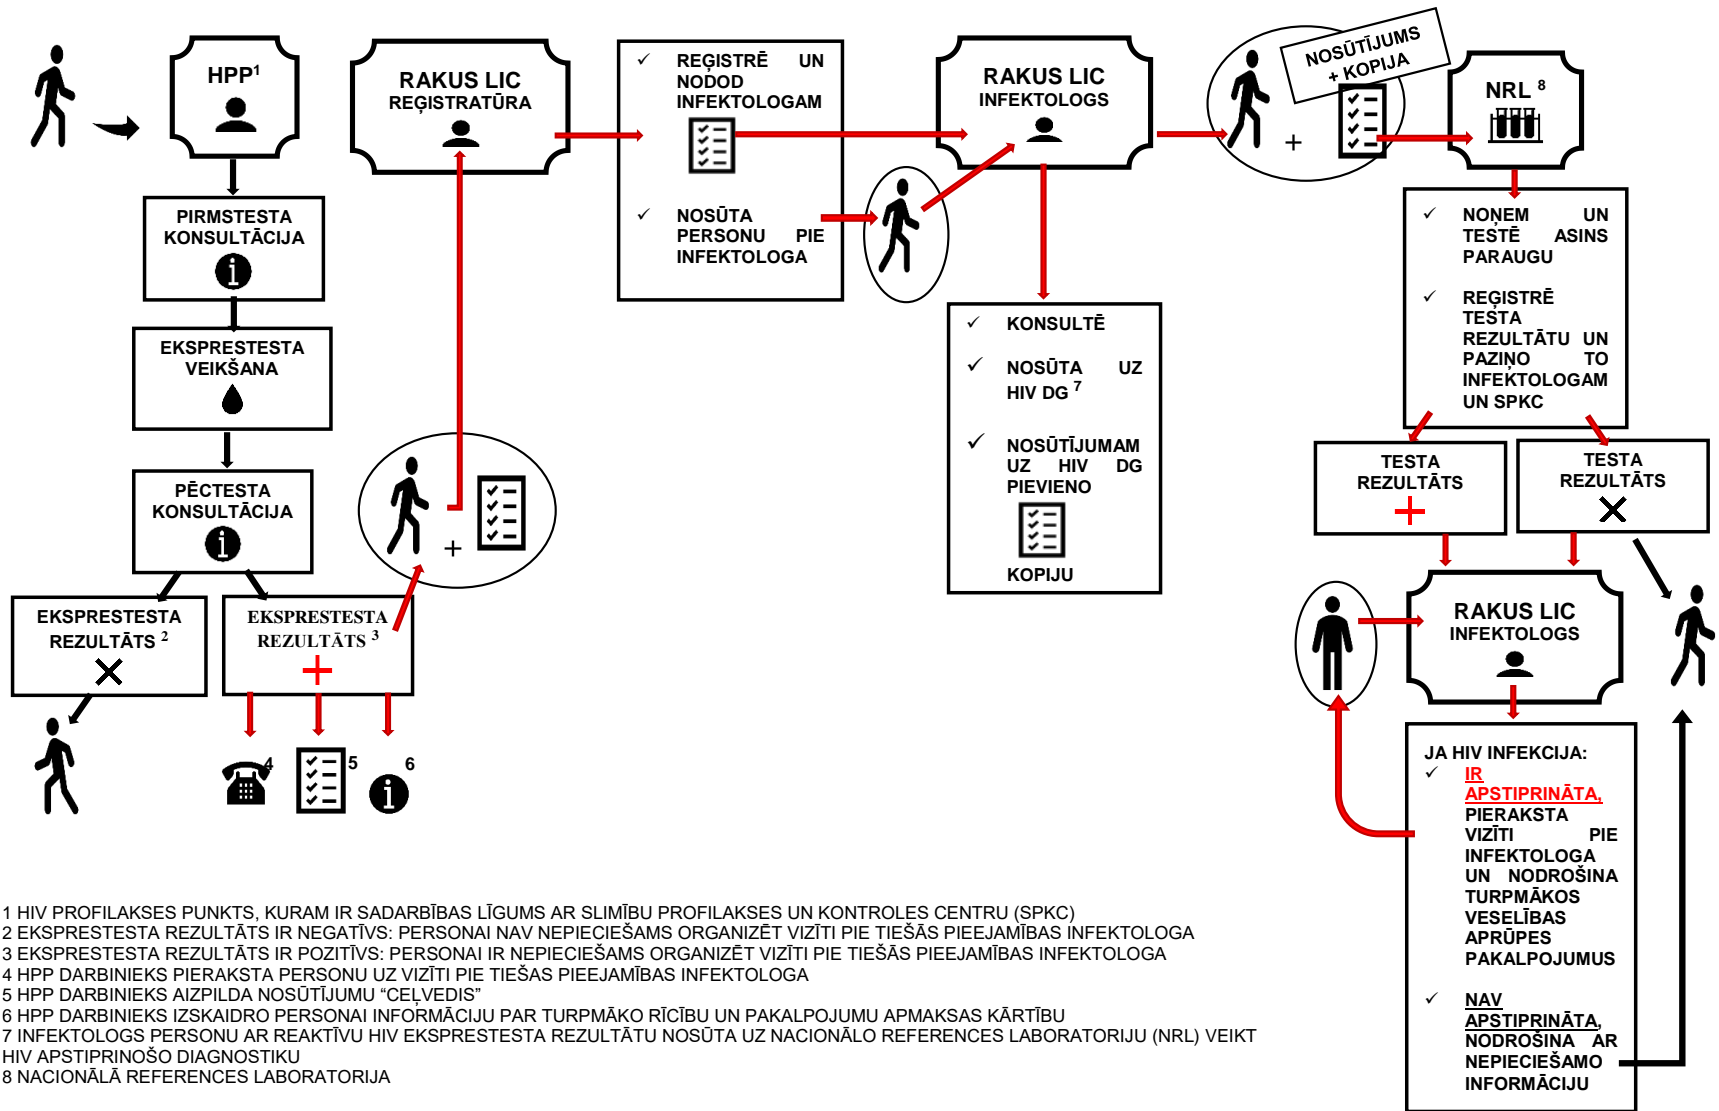 HPP¹
PIRMSTESTA
KONSULTĀCIJA
EKSPRESTESTA
VEIKŠANA
PĒCTESTA
KONSULTĀCIJA
EKSPRESTESTA
REZULTĀTS ²
EKSPRESTESTA
REZULTĀTS ³
4
5
6
+
RAKUS LIC
REĢISTRATŪRA
✓ REĢISTRĒ UN
NODOD
INFEKTOLOGAM
✓ NOSŪTA
PERSONU PIE
INFEKTOLOGA
RAKUS LIC
INFEKTOLOGS
✓ KONSULTĒ
✓ NOSŪTA UZ
HIV DG ⁷
✓ NOSŪTĪJUMAM
UZ HIV DG
PIEVIENO
KOPIJU
NOSŪTĪJUMS
+ KOPIJA
+
NRL ⁸
✓ NOŅEM UN
TESTĒ ASINS
PARAUGU
✓ REĢISTRĒ
TESTA
REZULTĀTU UN
PAZIŅO TO
INFEKTOLOGAM
UN SPKC
TESTA
REZULTĀTS
TESTA
REZULTĀTS
RAKUS LIC
INFEKTOLOGS
JA HIV INFEKCIJA:
✓ IR
APSTIPRINĀTA,
PIERAKSTA
VIZĪTI PIE
INFEKTOLOGA
UN NODROŠINA
TURPMĀKOS
VESELĪBAS
APRŪPES
PAKALPOJUMUS
✓ NAV
APSTIPRINĀTA,
NODROŠINA AR
NEPIECIEŠAMO
INFORMĀCIJU
1 HIV PROFILAKSES PUNKTS, KURAM IR SADARBĪBAS LĪGUMS AR SLIMĪBU PROFILAKSES UN KONTROLES CENTRU (SPKC)
2 EKSPRESTESTA REZULTĀTS IR NEGATĪVS: PERSONAI NAV NEPIECIEŠAMS ORGANIZĒT VIZĪTI PIE TIEŠĀS PIEEJAMĪBAS INFEKTOLOGA
3 EKSPRESTESTA REZULTĀTS IR POZITĪVS: PERSONAI IR NEPIECIEŠAMS ORGANIZĒT VIZĪTI PIE TIEŠĀS PIEEJAMĪBAS INFEKTOLOGA
4 HPP DARBINIEKS PIERAKSTA PERSONU UZ VIZĪTI PIE TIEŠAS PIEEJAMĪBAS INFEKTOLOGA
5 HPP DARBINIEKS AIZPILDA NOSŪTĪJUMU “CEĻVEDIS”
6 HPP DARBINIEKS IZSKAIDRO PERSONAI INFORMĀCIJU PAR TURPMĀKO RĪCĪBU UN PAKALPOJUMU APMAKSAS KĀRTĪBU
7 INFEKTOLOGS PERSONU AR REAKTĪVU HIV EKSPRESTESTA REZULTĀTU NOSŪTA UZ NACIONĀLO REFERENCES LABORATORIJU (NRL) VEIKT
HIV APSTIPRINOŠO DIAGNOSTIKU
8 NACIONĀLĀ REFERENCES LABORATORIJA